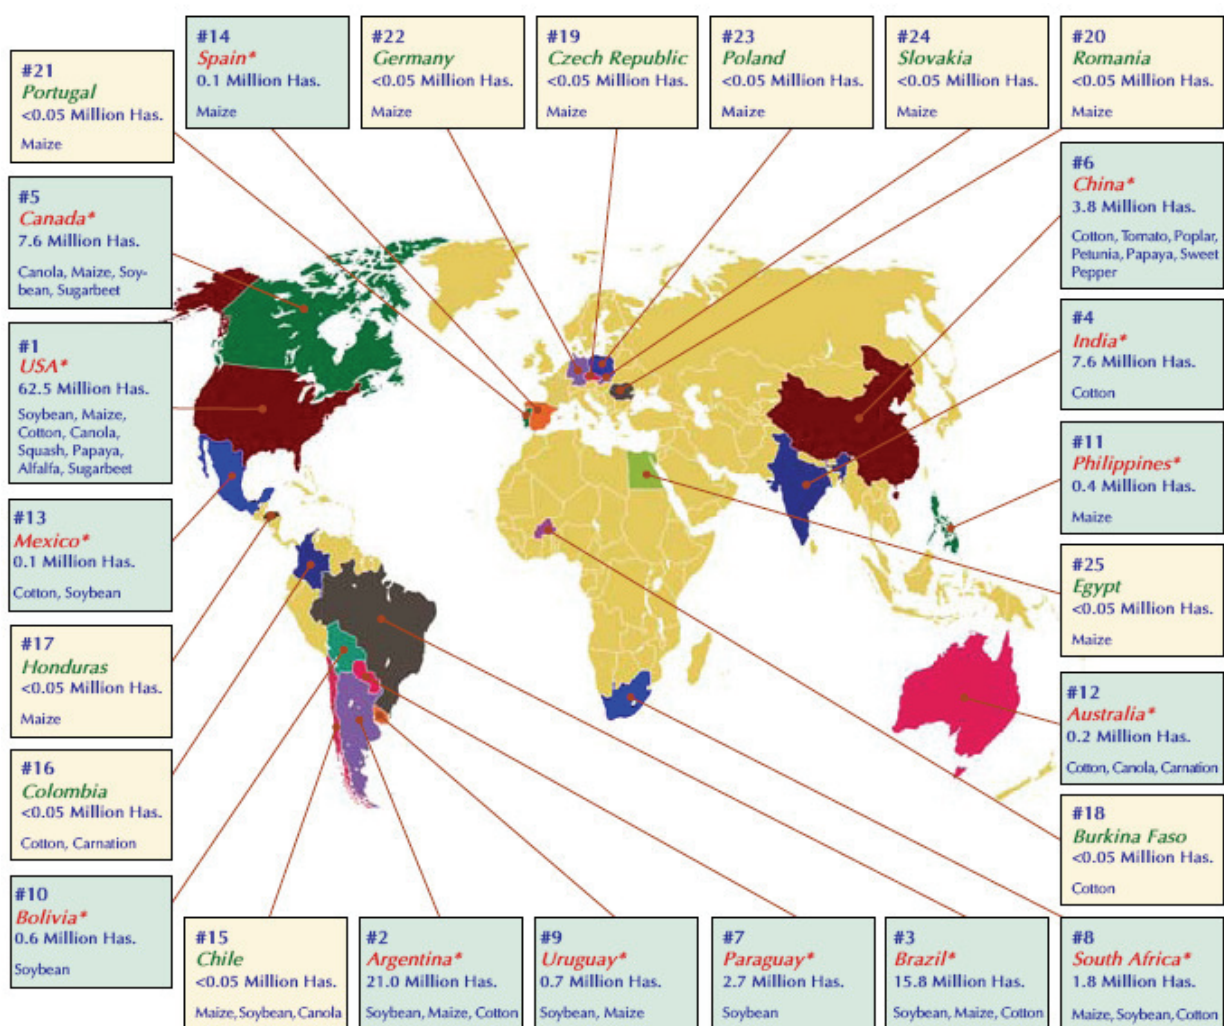 #14
Spain*
0.1 Million Has.
Maize
#22
Germany
<0.05 Million Has.
Maize
#19
Czech Republic
<0.05 Million Has.
Maize
#23
Poland
<0.05 Million Has.
Maize
#24
Slovakia
<0.05 Million Has.
Maize
#20
Romania
<0.05 Million Has.
Maize
#21
Portugal
<0.05 Million Has.
Maize
#5
Canada*
7.6 Million Has.
Canola, Maize, Soy-
bean, Sugarbeet
#1
USA*
62.5 Million Has.
Soybean, Maize,
Cotton, Canola,
Squash, Papaya,
Alfalfa, Sugarbeet
#13
Mexico*
0.1 Million Has.
Cotton, Soybean
#17
Honduras
<0.05 Million Has.
Maize
#16
Colombia
<0.05 Million Has.
Cotton, Carnation
#10
Bolivia*
0.6 Million Has.
Soybean
#6
China*
3.8 Million Has.
Cotton, Tomato, Poplar,
Petunia, Papaya, Sweet
Pepper
#4
India*
7.6 Million Has.
Cotton
#11
Philippines*
0.4 Million Has.
Maize
#25
Egypt
<0.05 Million Has.
Maize
#12
Australia*
0.2 Million Has.
Cotton, Canola, Carnation
#18
Burkina Faso
<0.05 Million Has.
Cotton
#15
Chile
<0.05 Million Has.
Maize, Soybean, Canola
#2
Argentina*
21.0 Million Has.
Soybean, Maize, Cotton
#9
Uruguay*
0.7 Million Has.
Soybean, Maize
#7
Paraguay*
2.7 Million Has.
Soybean
#3
Brazil*
15.8 Million Has.
Soybean, Maize, Cotton
#8
South Africa*
1.8 Million Has.
Maize, Soybean, Cotton